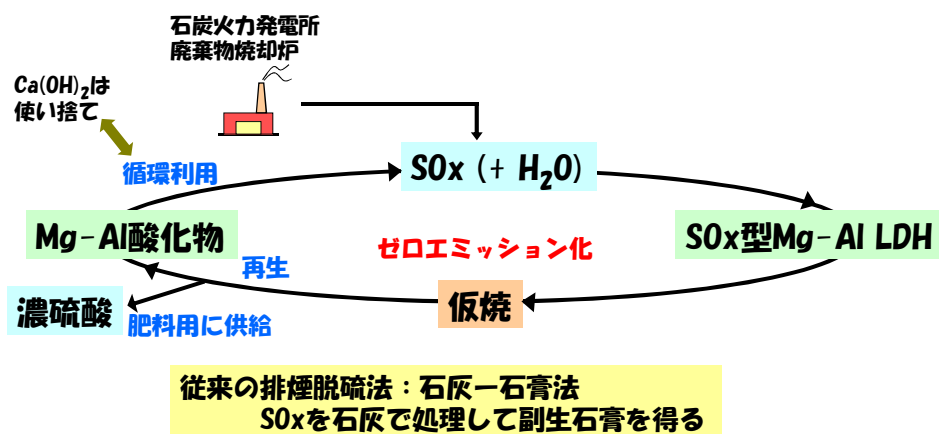 石炭火力発電所
廃棄物焼却炉
Ca(OH)₂は
使い捨て
循環利用
SOx (+ H₂O)
Mg-Al酸化物
ゼロエミッション化
SOx型Mg-Al LDH
再生
仮焼
濃硫酸
肥料用に供給
従来の排煙脱硫法：石灰ー石膏法
SOxを石灰で処理して副生石膏を得る